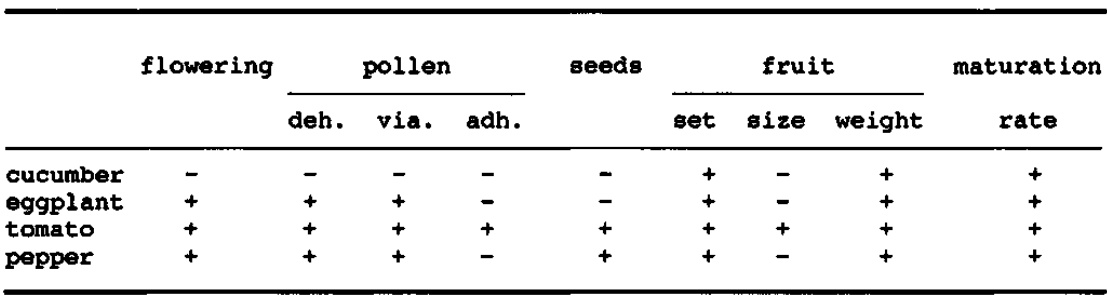 flowering pollen seeds fruit maturation
deh. via. adh. set size weight rate
cucumber - - - - - + - + +
eggplant + + + - - + - + +
tomato + + + + + + + + +
pepper + + + - + + - + +